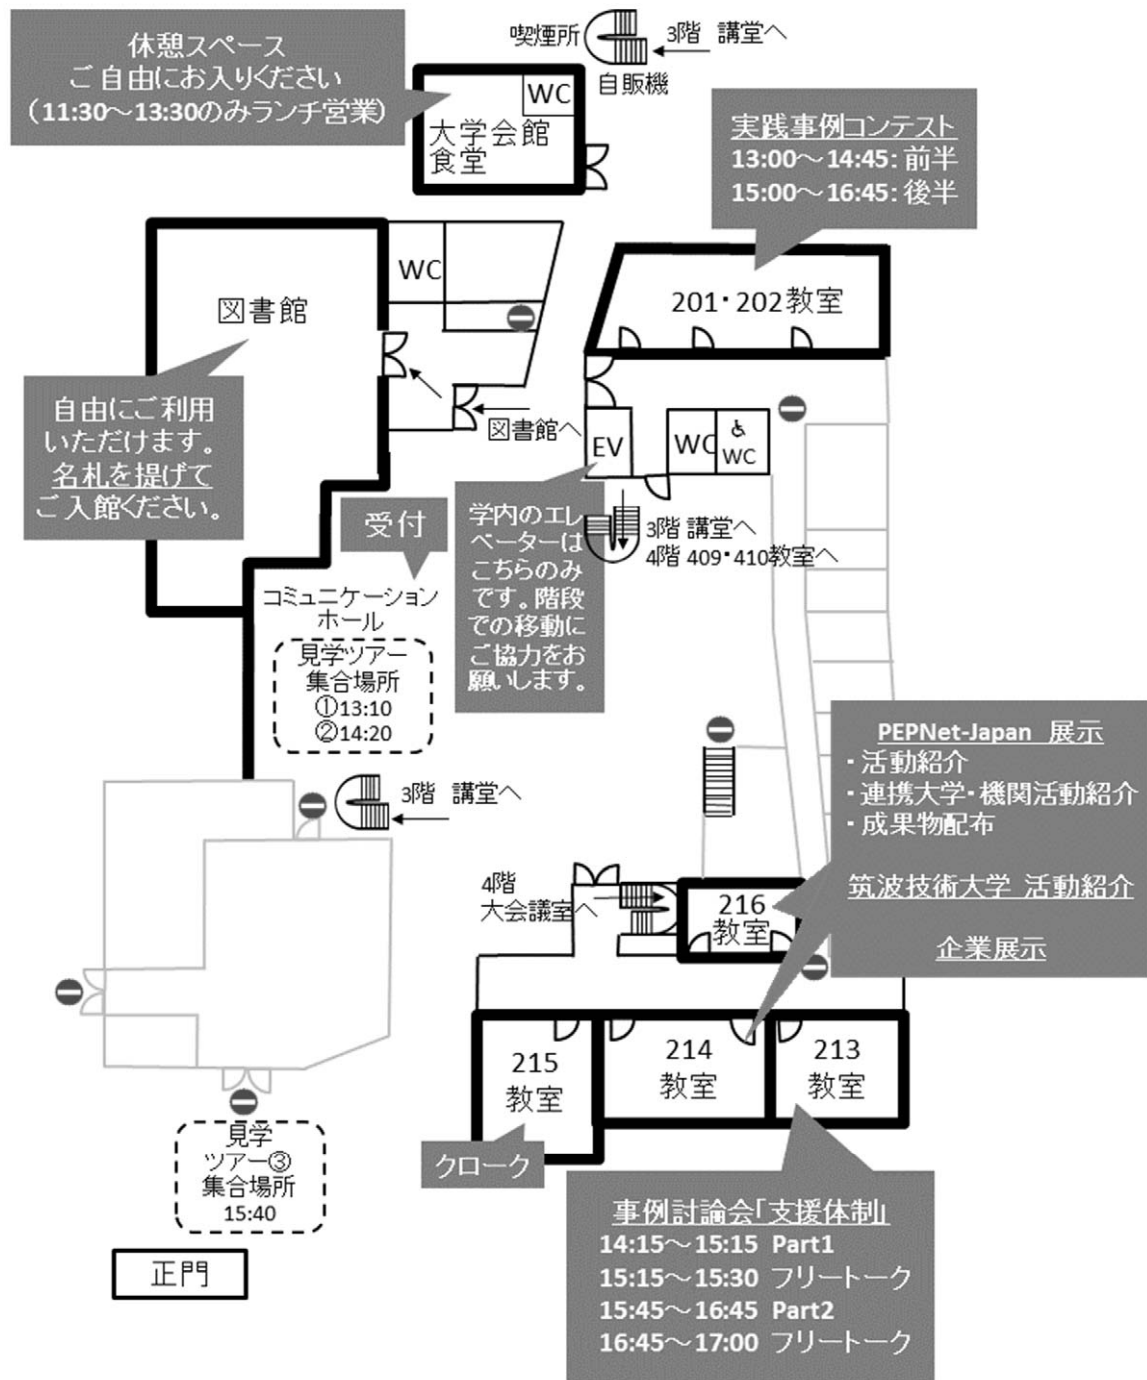 休憩スペース
ご自由にお入りください
（11:30～13:30のみランチ営業）
喫煙所
3階 講堂へ
自販機
WC
大学会館
食堂
実践事例コンテスト
13:00～14:45: 前半
15:00～16:45: 後半
WC
図書館
201・202教室
自由にご利用
いただけます。
名札を提げて
ご入館ください。
図書館へ
EV
WC
WC
受付
学内のエレ
ベーターは
こちらのみ
です。階段
での移動に
ご協力をお
願いします。
3階 講堂へ
4階 409・410教室へ
コミュニケーション
ホール
見学ツアー
集合場所
①13:10
②14:20
PEPNet-Japan 展示
・活動紹介
・連携大学・機関活動紹介
・成果物配布
筑波技術大学 活動紹介
企業展示
3階 講堂へ
4階
大会議室へ
216
教室
215
教室
214
教室
213
教室
クローク
見学
ツアー③
集合場所
15:40
正門
事例討論会「支援体制」
14:15～15:15 Part1
15:15～15:30 フリートーク
15:45～16:45 Part2
16:45～17:00 フリートーク